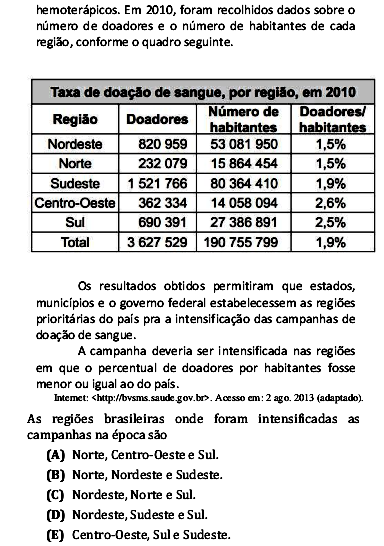 hemoterápicos. Em 2010, foram recolhidos dados sobre o
número de doadores e o número de habitantes de cada
região, conforme o quadro seguinte.
Taxa de doação de sangue, por região, em 2010
Região Doadores Número de habitantes Doadores/ habitantes
Nordeste 820 959 53 081 950 1,5%
Norte 232 079 15 864 454 1,5%
Sudeste 1 521 766 80 364 410 1,9%
Centro-Oeste 362 334 14 058 094 2,6%
Sul 690 391 27 386 891 2,5%
Total 3 627 529 190 755 799 1,9%
Os resultados obtidos permitiram que estados,
municípios e o governo federal estabelecessem as regiões
prioritárias do país pra a intensificação das campanhas de
doação de sangue.
A campanha deveria ser intensificada nas regiões
em que o percentual de doadores por habitantes fosse
menor ou igual ao do país.
Internet: <http://bvsms.saude.gov.br>. Acesso em: 2 ago. 2013 (adaptado).
As regiões brasileiras onde foram intensificadas as
campanhas na época são
(A) Norte, Centro-Oeste e Sul.
(B) Norte, Nordeste e Sudeste.
(C) Nordeste, Norte e Sul.
(D) Nordeste, Sudeste e Sul.
(E) Centro-Oeste, Sul e Sudeste.